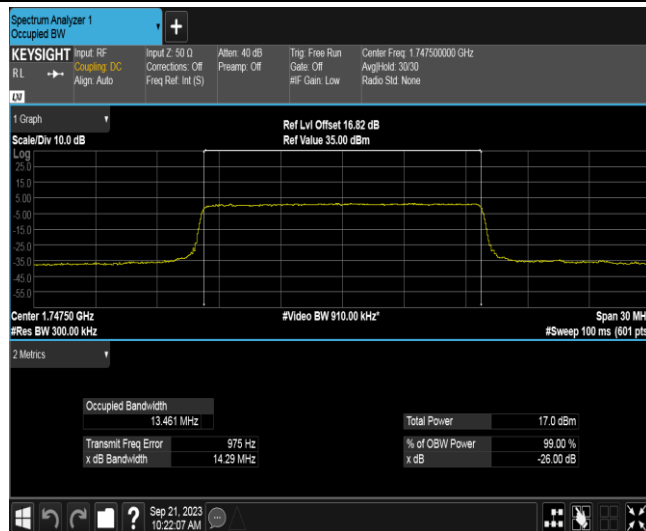 Spectrum Analyzer 1
Occupied BW
+
KEYSIGHT
RL
Input: RF
Coupling: DC
Align: Auto
Input Z: 50 Ω
Corrections: Off
Freq Ref: Int (S)
Atten: 40 dB
Preamp: Off
Trig: Free Run
Gate: Off
#IF Gain: Low
Center Freq: 1.747500000 GHz
Avg|Hold: 30/30
Radio Std: None
1 Graph
Scale/Div 10.0 dB
Ref Lvl Offset 16.82 dB
Ref Value 35.00 dBm
Log
25.0
15.0
5.00
-5.00
-15.0
-25.0
-35.0
-45.0
-55.0
Center 1.74750 GHz
#Video BW 910.00 kHz*
Span 30 MH
#Res BW 300.00 kHz
#Sweep 100 ms (601 pts
2 Metrics
Occupied Bandwidth
13.461 MHz
Total Power 17.0 dBm
Transmit Freq Error 975 Hz
% of OBW Power 99.00 %
x dB Bandwidth 14.29 MHz
x dB -26.00 dB
?
Sep 21, 2023
10:22:07 AM